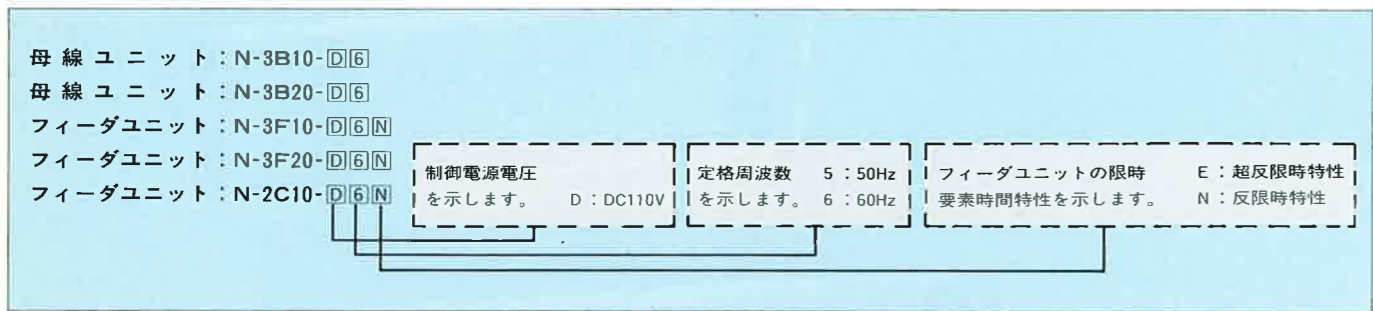 母線ユニット：N-3B10-D6
母線ユニット：N-3B20-D6
フィーダユニット：N-3F10-D6N
フィーダユニット：N-3F20-D6N
フィーダユニット：N-2C10-D6N
制御電源電圧
を示します。 D：DC110V
定格周波数 5：50Hz
を示します。 6：60Hz
フィーダユニットの限時 E：超反限時特性
要素時間特性を示します。 N：反限時特性